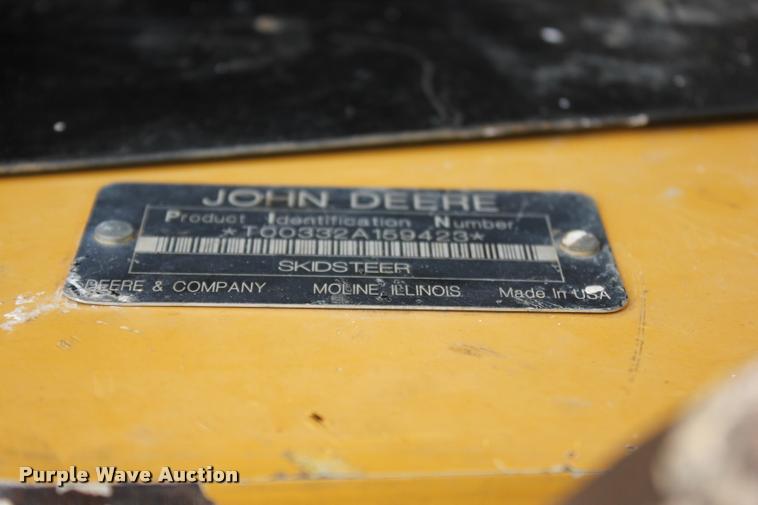 JOHN DEERE
Product Identification Number
*T00332A159423*
SKIDSTEER
DEERE & COMPANY MOLINE, ILLINOIS Made In USA
Purple Wave Auction